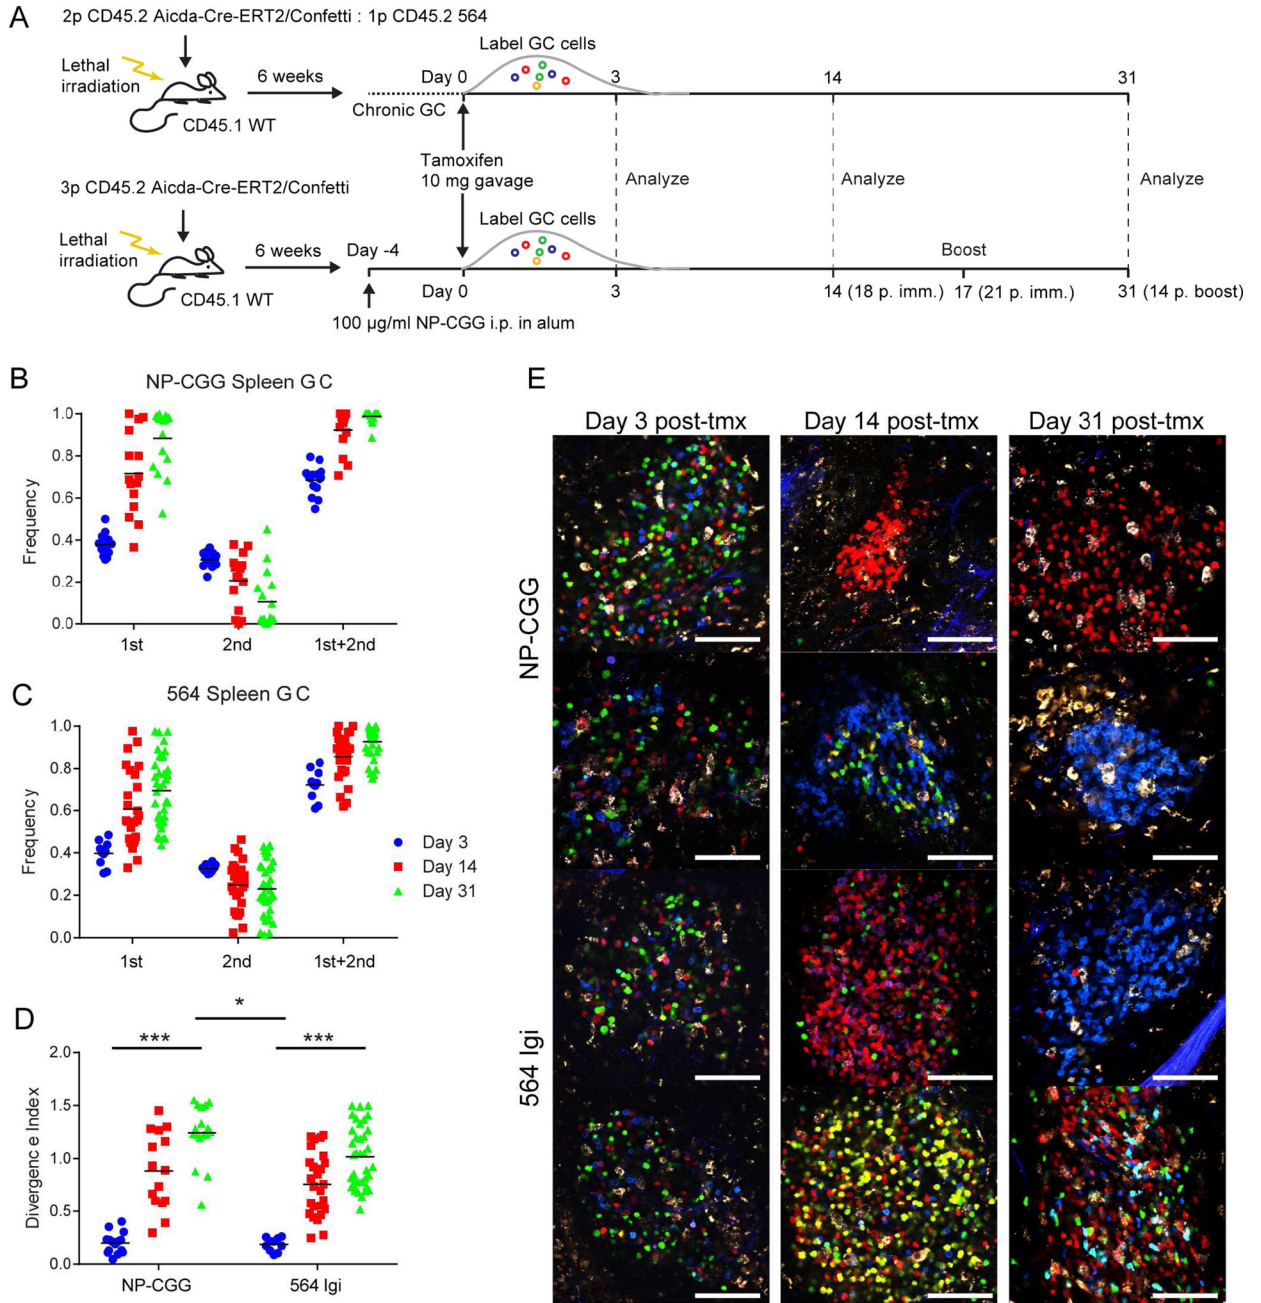 A
2p CD45.2 Aicda-Cre-ERT2/Confetti : 1p CD45.2 564
Lethal
irradiation
CD45.1 WT
6 weeks
Chronic GC
Label GC cells
Day 0
3
14
31
Tamoxifen
10 mg gavage
Analyze
Analyze
Analyze
3p CD45.2 Aicda-Cre-ERT2/Confetti
Lethal
irradiation
CD45.1 WT
6 weeks
Day -4
Label GC cells
Boost
Day 0
3
14 (18 p. imm.)
17 (21 p. imm.)
31 (14 p. boost)
100 µg/ml NP-CGG i.p. in alum
B
NP-CGG Spleen GC
Frequency
1.0
0.8
0.6
0.4
0.2
0.0
1st
2nd
1st+2nd
C
564 Spleen GC
Frequency
1.0
0.8
0.6
0.4
0.2
0.0
1st
2nd
1st+2nd
Day 3
Day 14
Day 31
D
Divergence Index
2.0
1.5
1.0
0.5
0.0
***
*
***
NP-CGG
564 Igi
E
Day 3 post-tmx
Day 14 post-tmx
Day 31 post-tmx
NP-CGG
564 Igi